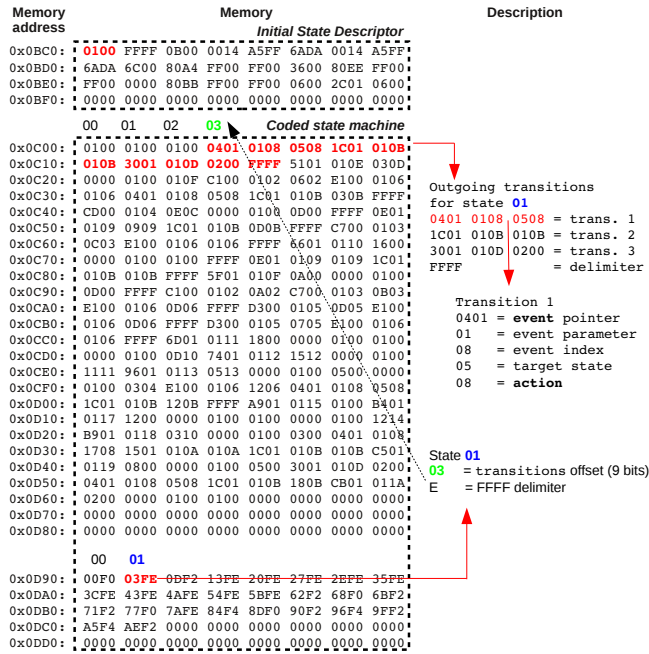 Memory address Memory Description
Initial State Descriptor
0x0BC0: 0100 FFFF 0B00 0014 A5FF 6ADA 0014 A5FF
0x0BD0: 6ADA 6C00 80A4 FF00 FF00 3600 80EE FF00
0x0BE0: FF00 0000 80BB FF00 FF00 0600 2C01 0600
0x0BF0: 0000 0000 0000 0000 0000 0000 0000 0000
00 01 02 03 Coded state machine
0x0C00: 0100 0100 0100 0401 0108 0508 1C01 010B
0x0C10: 010B 3001 010D 0200 FFFF 5101 010E 030D
0x0C20: 0000 0100 010F C100 0102 0602 E100 0106
0x0C30: 0106 0401 0108 0508 1C01 010B 030B FFFF
0x0C40: CD00 0104 0E0C 0000 0100 DD00 FFFF 0E01
0x0C50: 0109 0909 1C01 010B 0D0B FFFF C700 0103
0x0C60: 0C03 E100 0106 0106 FFFF 6601 0110 1600
0x0C70: 0000 0100 0100 FFFF 0E01 0109 0109 1C01
0x0C80: 010B 010B FFFF 5F01 010F 0A00 0000 0100
0x0C90: 0D00 FFFF C100 0102 0A02 C700 0103 0B03
0x0CA0: E100 0106 0D06 FFFF D300 0105 0D05 E100
0x0CB0: 0106 0D06 FFFF D300 0105 0705 E100 0106
0x0CC0: 0106 FFFF 6D01 0111 1800 0000 0100 0100
0x0CD0: 0000 0100 0D10 7401 0112 1512 0000 0100
0x0CE0: 1111 9601 0113 0513 0000 0100 0500 0000
0x0CF0: 0100 0304 E100 0106 1206 0401 0108 0508
0x0D00: 1C01 010B 120B FFFF A901 0115 0100 B401
0x0D10: 0117 1200 0000 0100 0100 0000 0100 1214
0x0D20: B901 0118 0310 0000 0100 0300 0401 0108
0x0D30: 1708 1501 010A 010A 1C01 010B 010B C501
0x0D40: 0119 0800 0000 0100 0500 3001 010D 0200
0x0D50: 0401 0108 0508 1C01 010B 180B CB01 011A
0x0D60: 0200 0000 0100 0000 0000 0000 0000 0000
0x0D70: 0000 0000 0000 0000 0000 0000 0000 0000
0x0D80: 0000 0000 0000 0000 0000 0000 0000 0000
00 01
0x0D90: 00F0 03FE 0DF2 13FE 20FE 27FE 2EFE 35FE
0x0DA0: 3CFE 43FE 4AFE 54FE 5BFE 62F2 68F0 6BF2
0x0DB0: 71F2 77F0 7AFE 84F4 8DF0 90F2 96F4 9FF2
0x0DC0: A5F4 AEF2 0000 0000 0000 0000 0000 0000
0x0DD0: 0000 0000 0000 0000 0000 0000 0000 0000
Outgoing transitions
for state 01
0401 0108 0508 = trans. 1
1C01 010B 010B = trans. 2
3001 010D 0200 = trans. 3
FFFF = delimiter
Transition 1
0401 = event pointer
01 = event parameter
08 = event index
05 = target state
08 = action
State 01
03 = transitions offset (9 bits)
E = FFFF delimiter